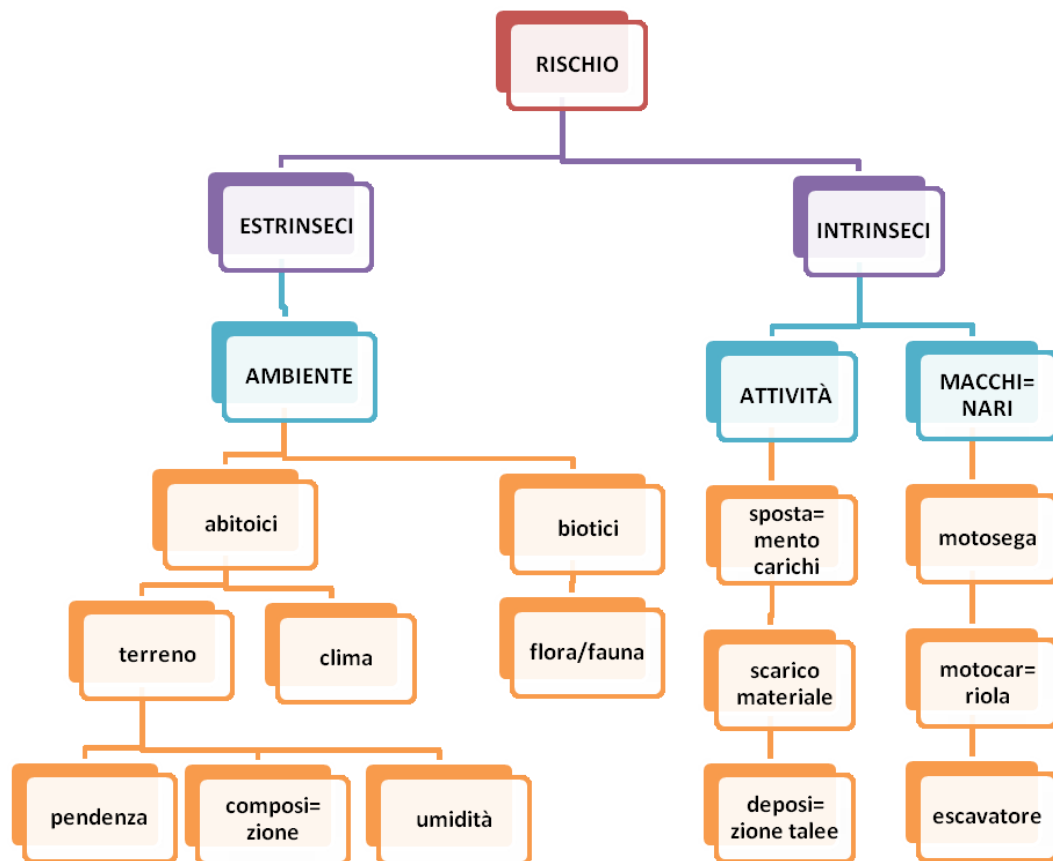 RISCHIO
ESTRINSECI
INTRINSECI
AMBIENTE
ATTIVITÀ
MACCHI=
NARI
abitoici
biotici
sposta=
mento
carichi
motosega
terreno
clima
flora/fauna
scarico
materiale
motocar=
riola
pendenza
composi=
zione
umidità
deposi=
zione talee
escavatore